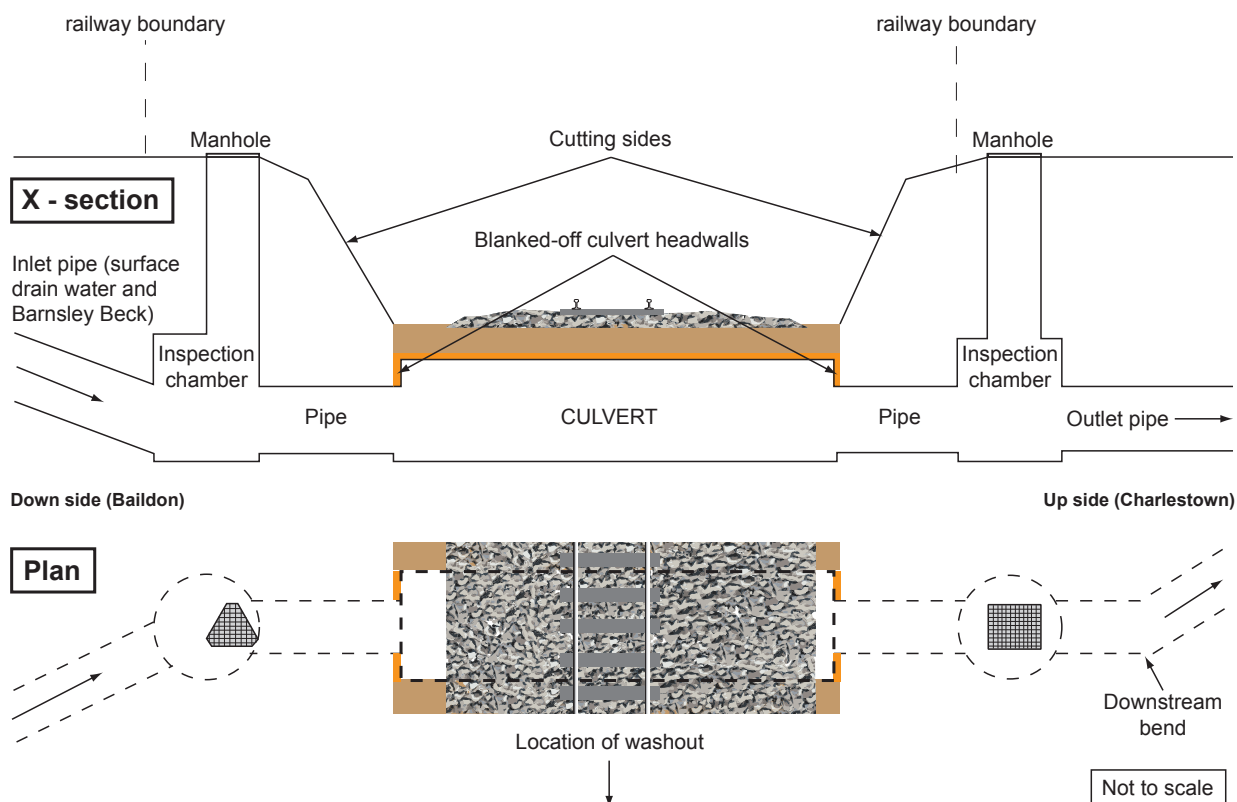 railway boundary
railway boundary
Manhole
Cutting sides
Manhole
X - section
Blanked-off culvert headwalls
Inlet pipe (surface
drain water and
Barnsley Beck)
Inspection
chamber
Inspection
chamber
Pipe
CULVERT
Pipe
Outlet pipe
Down side (Baildon)
Up side (Charlestown)
Plan
Downstream
bend
Location of washout
Not to scale